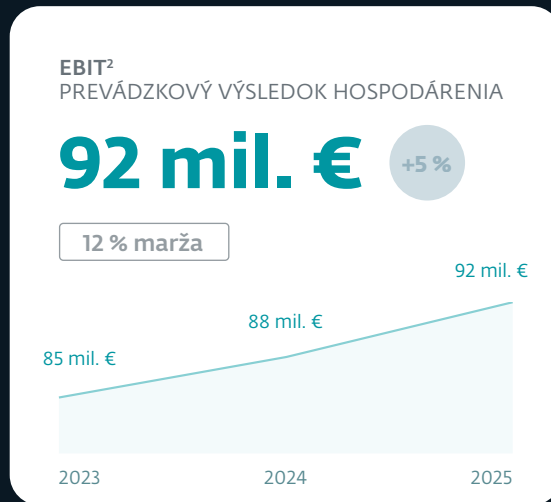 EBIT²
PREVÁDZKOVÝ VÝSLEDOK HOSPODÁRENIA
92 mil. €
+5 %
12 % marža
92 mil. €
88 mil. €
85 mil. €
2023
2024
2025